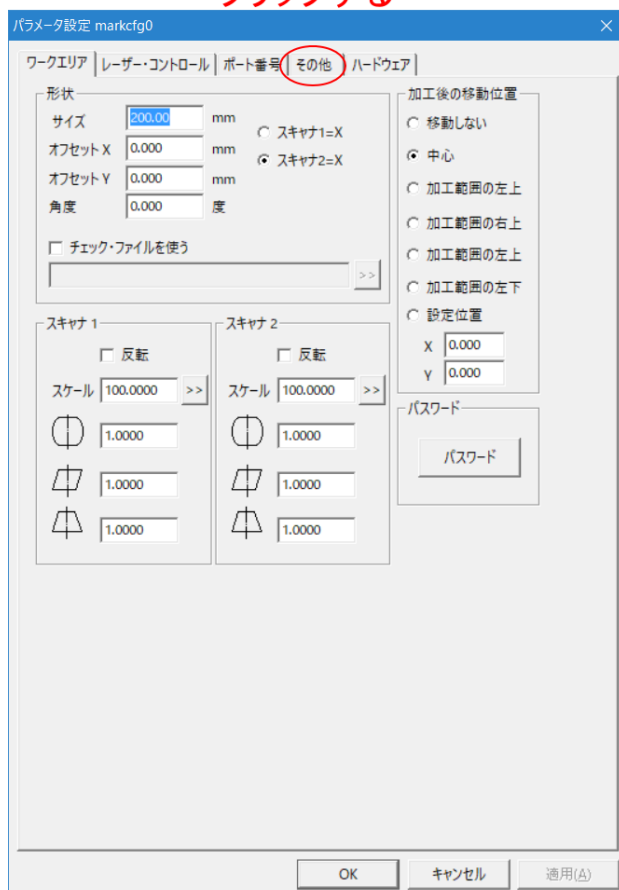 クリックする
パラメータ設定 markcfg0
ワークエリア レーザー・コントロール ポート番号 その他 ハードウェア
形状
サイズ 200.00 mm
オフセット X 0.000 mm
オフセット Y 0.000 mm
角度 0.000 度
スキャナ1=X
スキャナ2=X
チェック・ファイルを使う
>>
スキャナ 1
反転
スケール 100.0000 >>
1.0000
1.0000
1.0000
スキャナ 2
反転
スケール 100.0000 >>
1.0000
1.0000
1.0000
加工後の移動位置
移動しない
中心
加工範囲の左上
加工範囲の右上
加工範囲の左上
加工範囲の左下
設定位置
X 0.000
Y 0.000
パスワード
パスワード
OK キャンセル 適用(A)